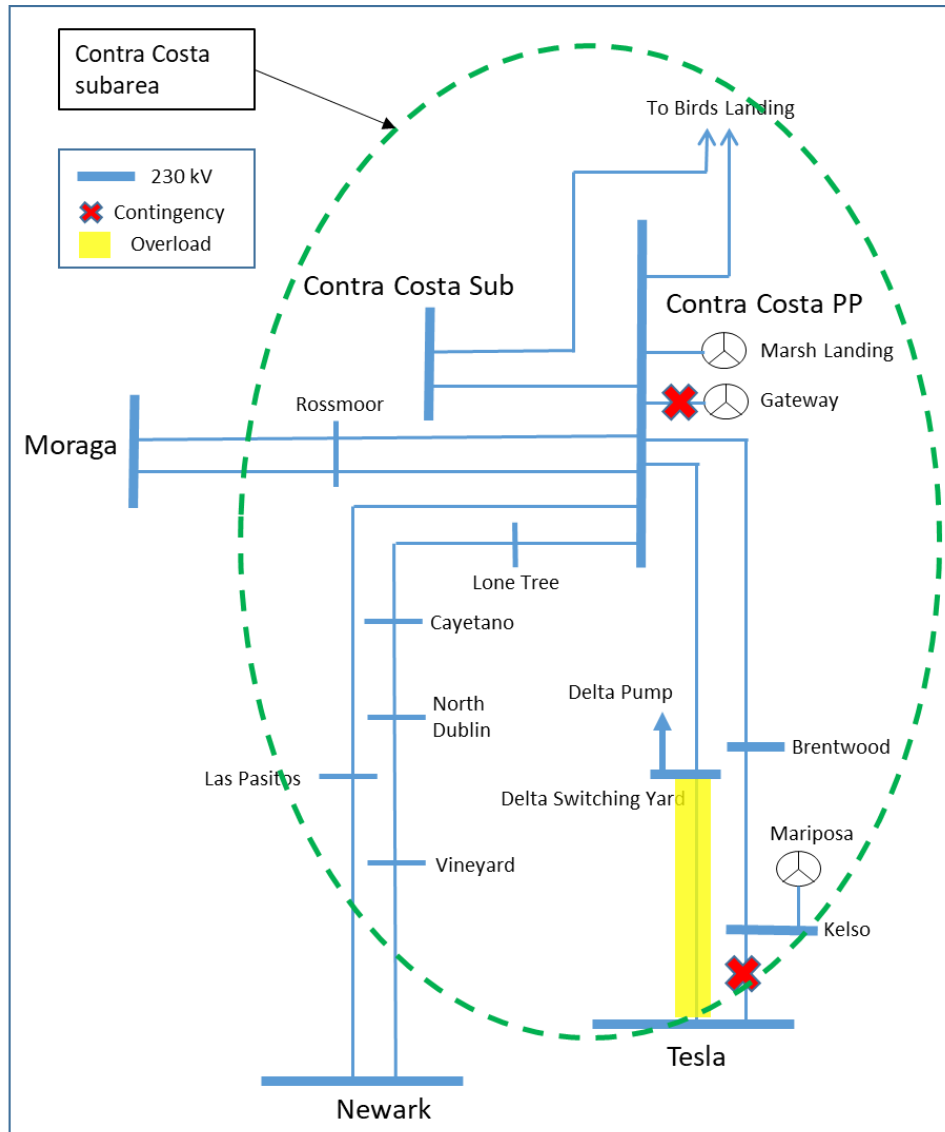 Contra Costa
subarea
To Birds Landing
230 kV
Contingency
Overload
Contra Costa Sub
Contra Costa PP
Marsh Landing
Gateway
Rossmoor
Moraga
Lone Tree
Cayetano
North
Dublin
Delta Pump
Brentwood
Las Pasitos
Delta Switching Yard
Mariposa
Vineyard
Kelso
Tesla
Newark